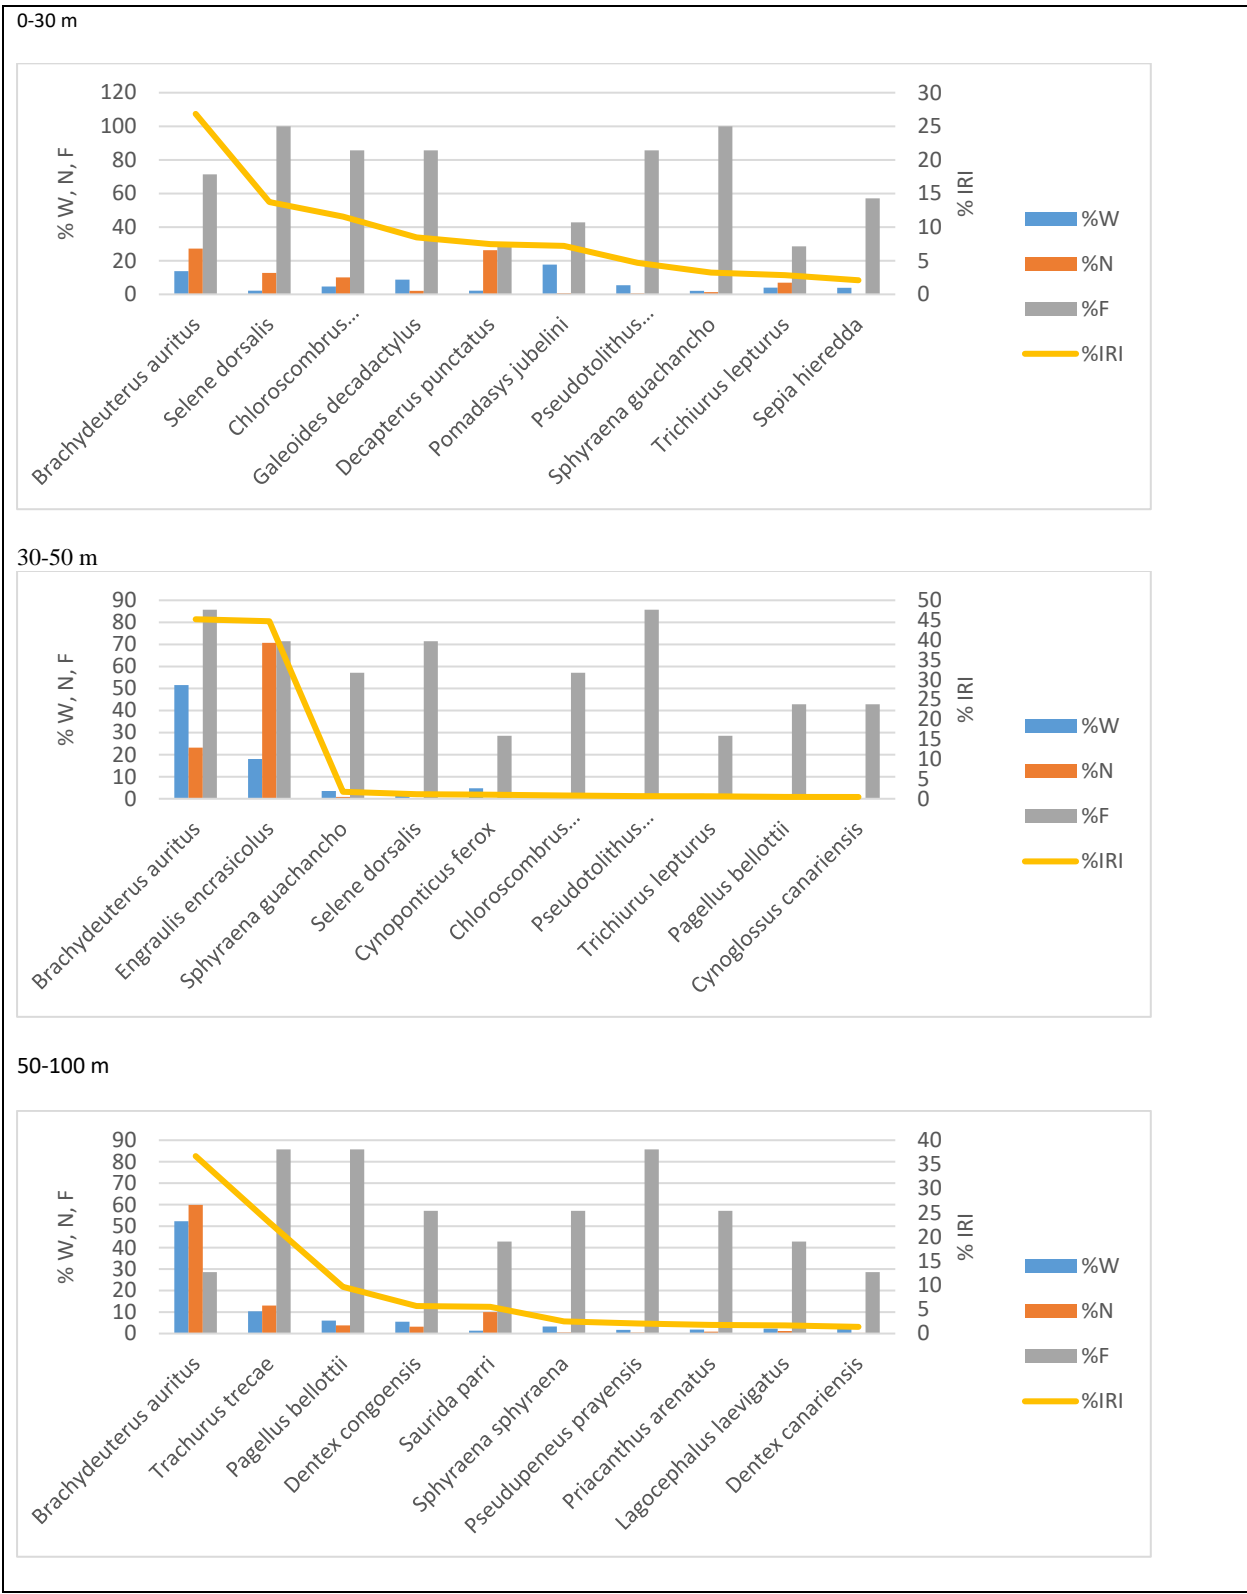 0-30 m
120
100
80
60
40
20
0
% W, N, F
30
25
20
15
10
5
0
% IRI
%W
%N
%F
%IRI
Brachydeuterus auritus
Selene dorsalis
Chloroscombrus...
Galeoides decadactylus
Decapterus punctatus
Pomadasys jubelini
Pseudotolithus...
Sphyraena guachancho
Trichiurus lepturus
Sepia hieredda
30-50 m
90
80
70
60
50
40
30
20
10
0
% W, N, F
50
45
40
35
30
25
20
15
10
5
0
% IRI
%W
%N
%F
%IRI
Brachydeuterus auritus
Engraulis encrasicolus
Sphyraena guachancho
Selene dorsalis
Cynoponticus ferox
Chloroscombrus...
Pseudotolithus...
Trichiurus lepturus
Pagellus bellottii
Cynoglossus canariensis
50-100 m
90
80
70
60
50
40
30
20
10
0
% W, N, F
40
35
30
25
20
15
10
5
0
% IRI
%W
%N
%F
%IRI
Brachydeuterus auritus
Trachurus trecae
Pagellus bellottii
Dentex congoensis
Saurida parri
Sphyraena sphyraena
Pseudupeneus prayensis
Priacanthus arenatus
Lagocephalus laevigatus
Dentex canariensis